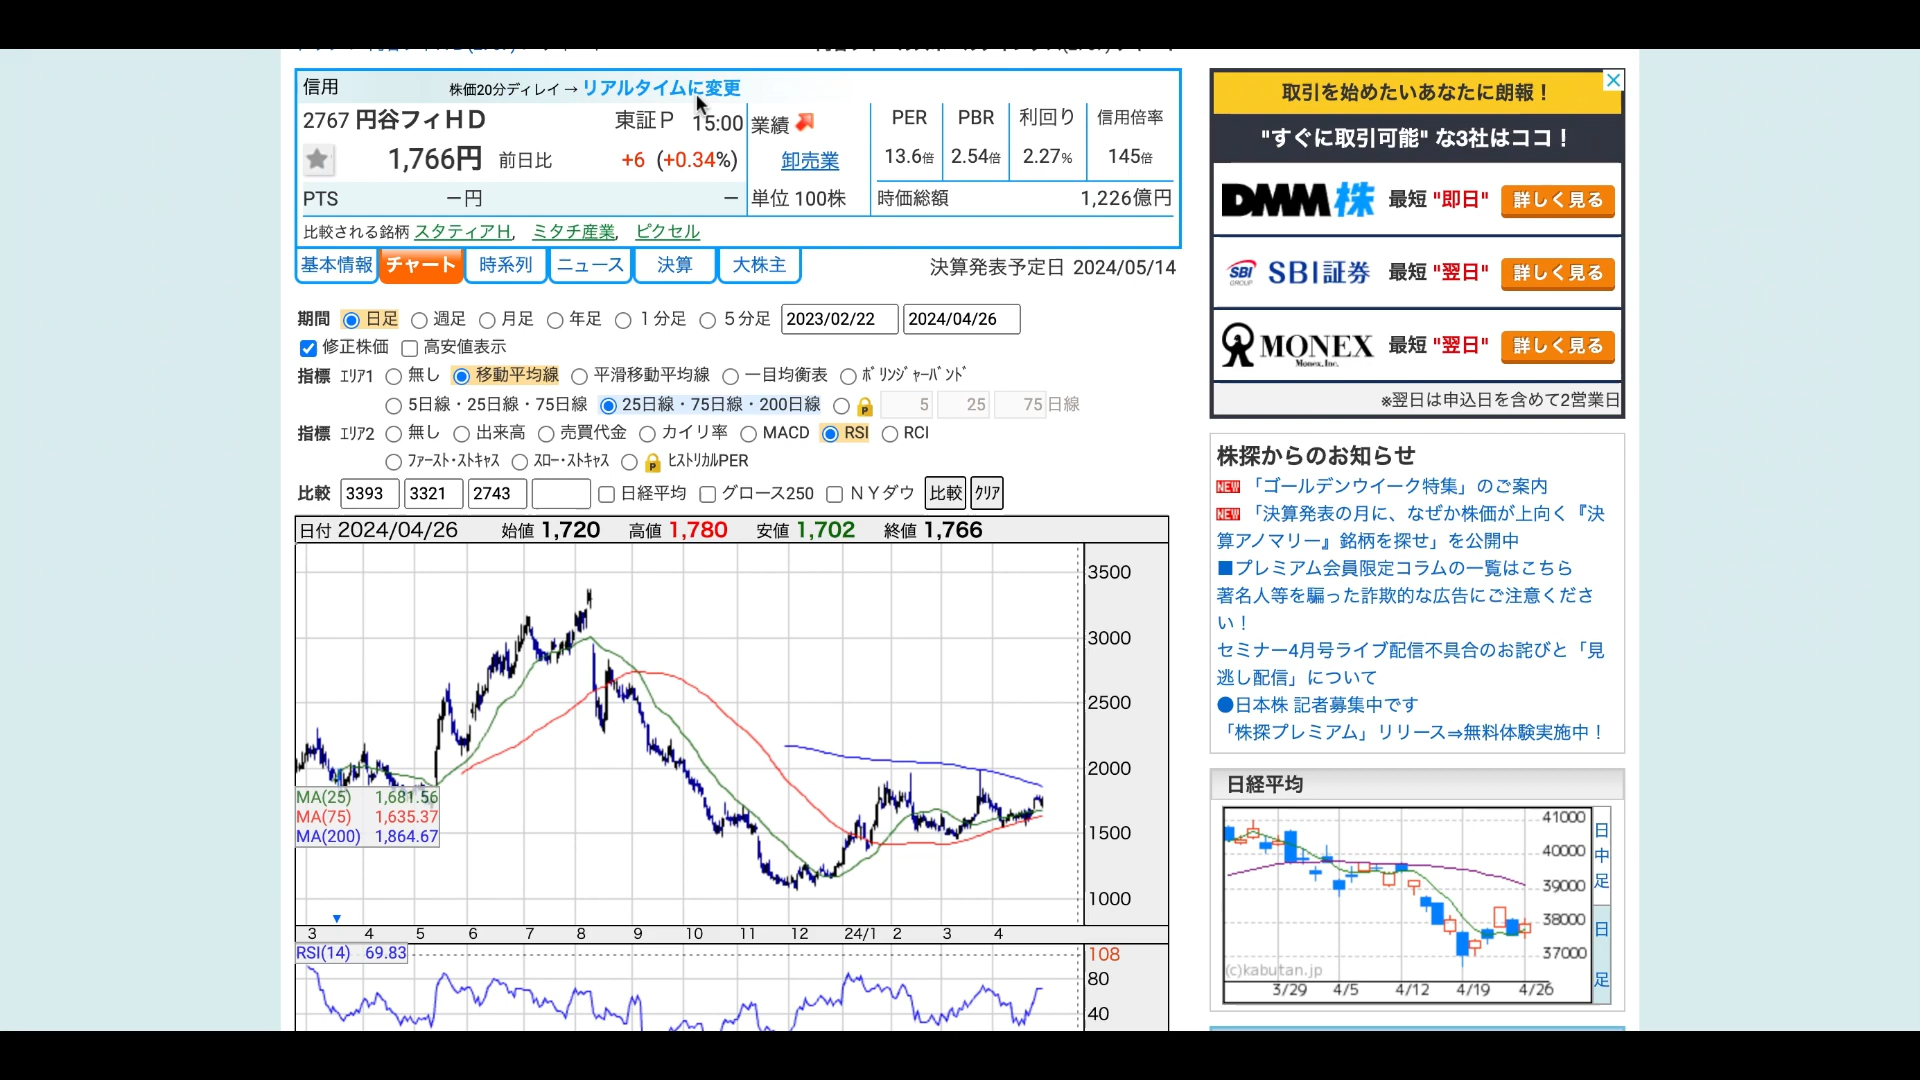 信用 株価20分ディレイ → リアルタイムに変更
2767 円谷フィHD 東証P 15:00 業績
1,766円 前日比 +6 (+0.34%) 卸売業
PTS －円 － 単位 100株
PER PBR 利回り 信用倍率
13.6倍 2.54倍 2.27% 145倍
時価総額 1,226億円
比較される銘柄 スタティアH, ミタチ産業, ピクセル
基本情報 チャート 時系列 ニュース 決算 大株主 決算発表予定日 2024/05/14
期間 日足 週足 月足 年足 1分足 5分足 2023/02/22 2024/04/26
修正株価 高安値表示
指標 ｴﾘｱ1 無し 移動平均線 平滑移動平均線 一目均衡表 ﾎﾞﾘﾝｼﾞｬｰﾊﾞﾝﾄﾞ
5日線・25日線・75日線 25日線・75日線・200日線 P 5 25 75 日線
指標 ｴﾘｱ2 無し 出来高 売買代金 カイリ率 MACD RSI RCI
ﾌｧｰｽﾄ･ｽﾄｷｬｽ ｽﾛｰ･ｽﾄｷｬｽ P ﾋｽﾄﾘｶﾙPER
比較 3393 3321 2743 日経平均 グロース250 NYダウ 比較 ｸﾘｱ
日付 2024/04/26 始値 1,720 高値 1,780 安値 1,702 終値 1,766
3500
3000
2500
2000
1500
1000
MA(25) 1,681.56
MA(75) 1,635.37
MA(200) 1,864.67
3 4 5 6 7 8 9 10 11 12 24/1 2 3 4
RSI(14) 69.83
108
80
40
取引を始めたいあなたに朗報！
"すぐに取引可能" な3社はココ！
DMM株 最短 "即日" 詳しく見る
SBI GROUP SBI証券 最短 "翌日" 詳しく見る
MONEX Monex,Inc. 最短 "翌日" 詳しく見る
※翌日は申込日を含めて2営業日
株探からのお知らせ
NEW 「ゴールデンウイーク特集」のご案内
NEW 「決算発表の月に、なぜか株価が上向く『決
算アノマリー』銘柄を探せ」を公開中
■プレミアム会員限定コラムの一覧はこちら
著名人等を騙った詐欺的な広告にご注意くださ
い！
セミナー4月号ライブ配信不具合のお詫びと「見
逃し配信」について
●日本株 記者募集中です
「株探プレミアム」リリース⇒無料体験実施中！
日経平均
41000
40000
39000
38000
37000
(c)kabutan.jp
3/29 4/5 4/12 4/19 4/26
日中足
日足